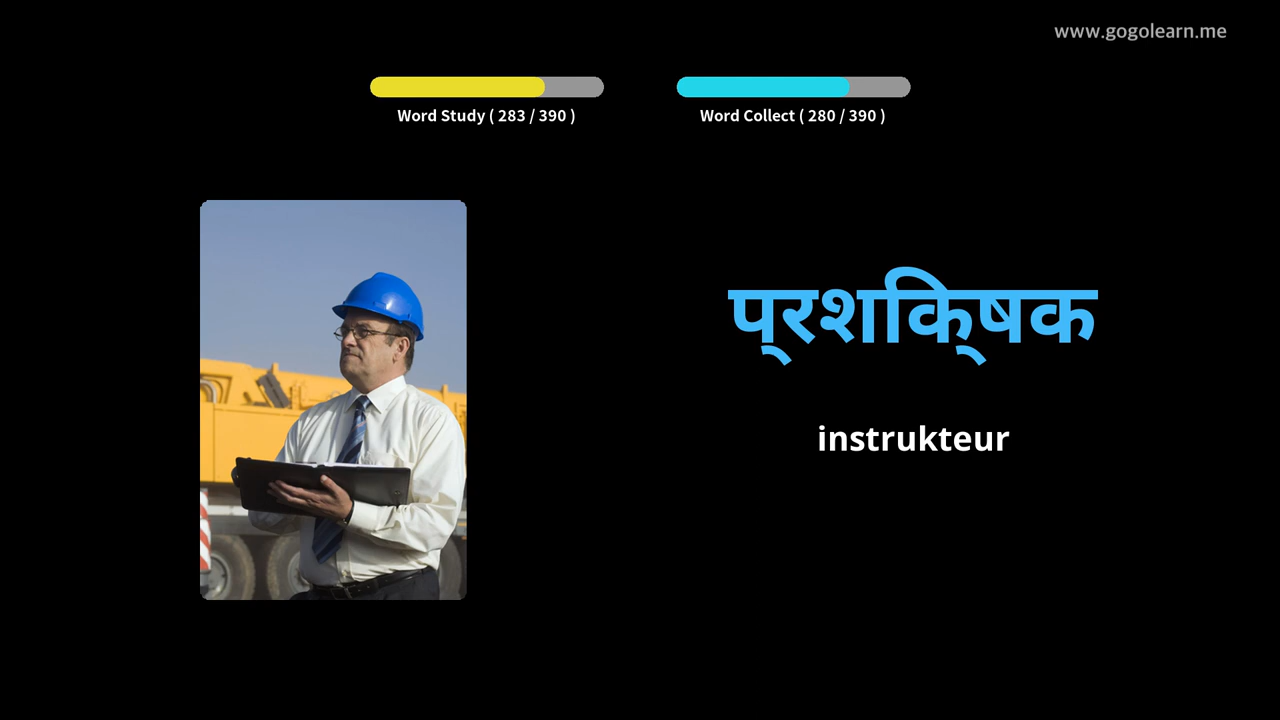 www.gogolearn.me
Word Study ( 283 / 390 )
Word Collect ( 280 / 390 )
प्रशिक्षक
instrukteur